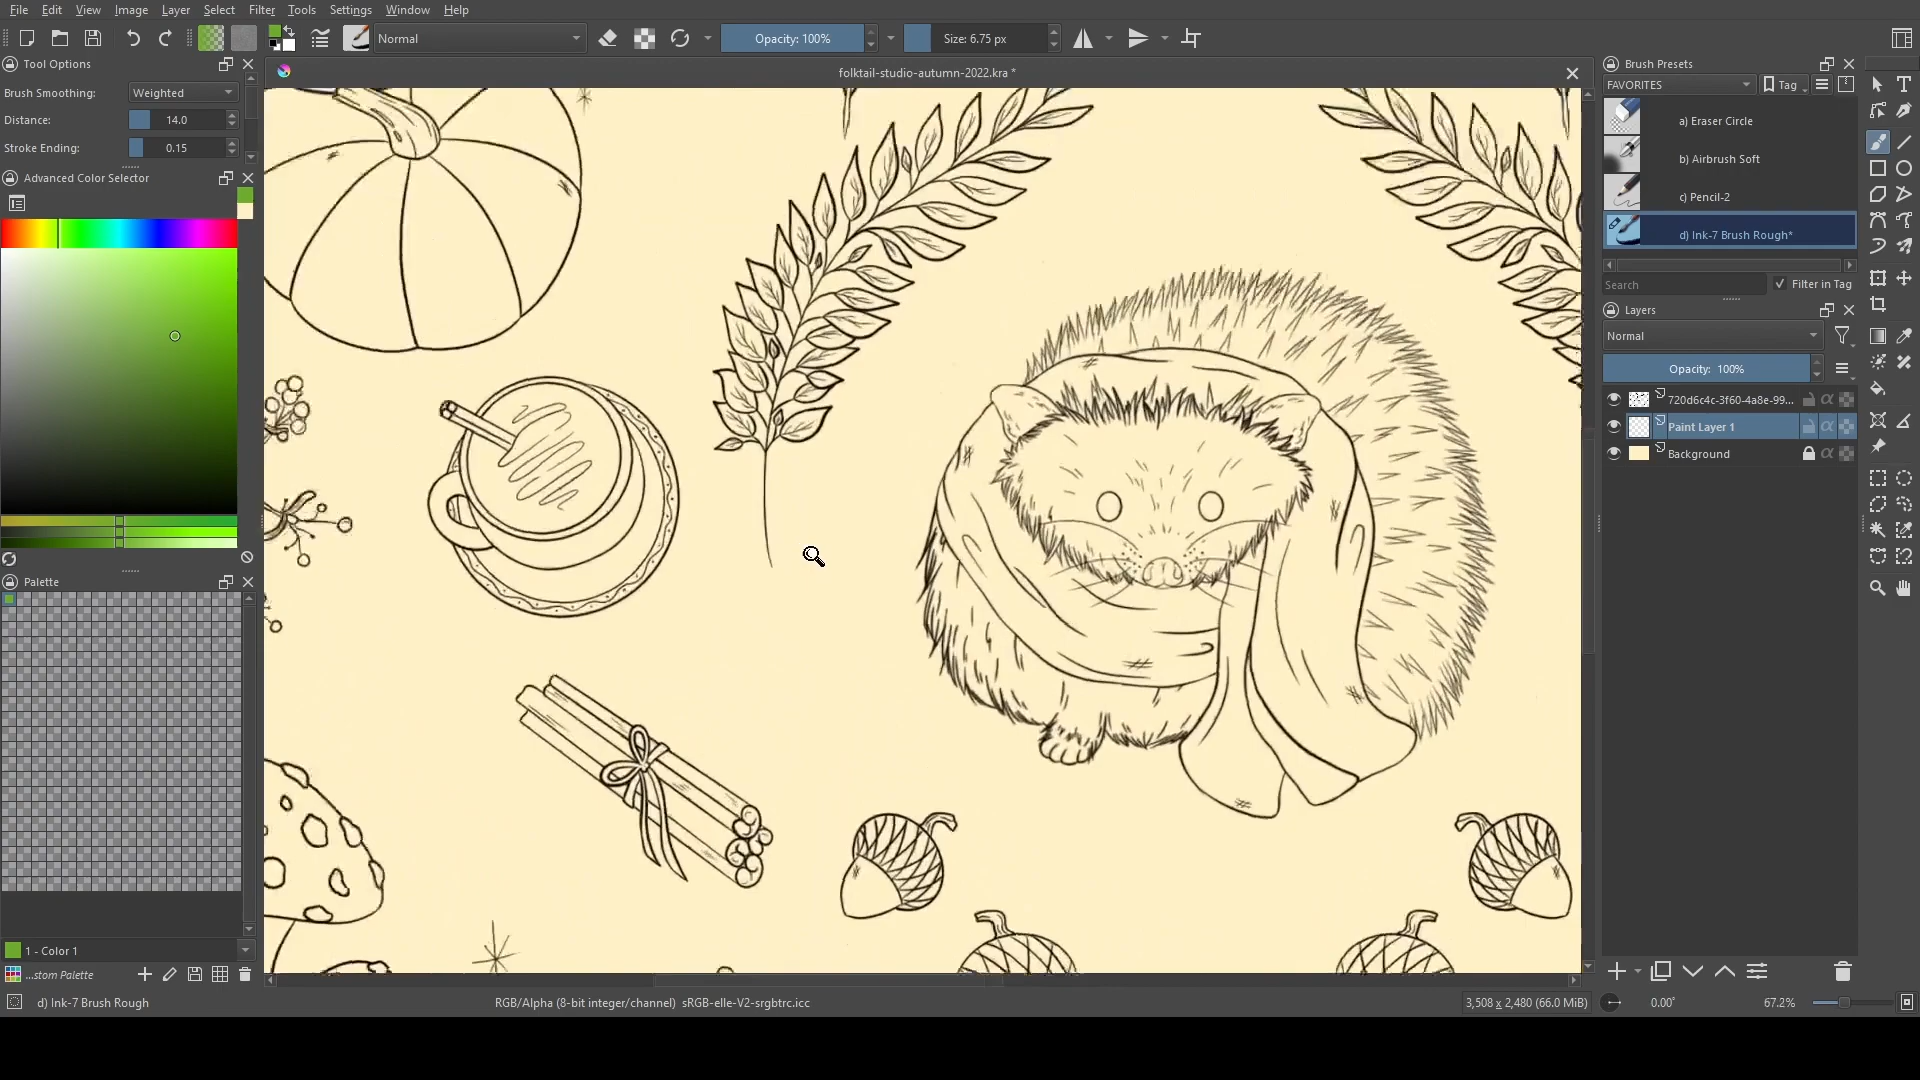 File Edit View Image Layer Select Filter Tools Settings Window Help
Normal
Opacity: 100%
Size: 6.75 px
Tool Options
folktail-studio-autumn-2022.kra *
Brush Presets
Brush Smoothing: Weighted
FAVORITES
Tag
Distance: 14.0
a) Eraser Circle
Stroke Ending: 0.15
b) Airbrush Soft
Advanced Color Selector
c) Pencil-2
d) Ink-7 Brush Rough*
Search
Filter in Tag
Layers
Normal
Opacity: 100%
720d6c4c-3f60-4a8e-99...
Paint Layer 1
Background
Palette
1 - Color 1
...stom Palette
d) Ink-7 Brush Rough
RGB/Alpha (8-bit integer/channel) sRGB-elle-V2-srgbtrc.icc
3,508 x 2,480 (66.0 MiB)
0.00°
67.2%